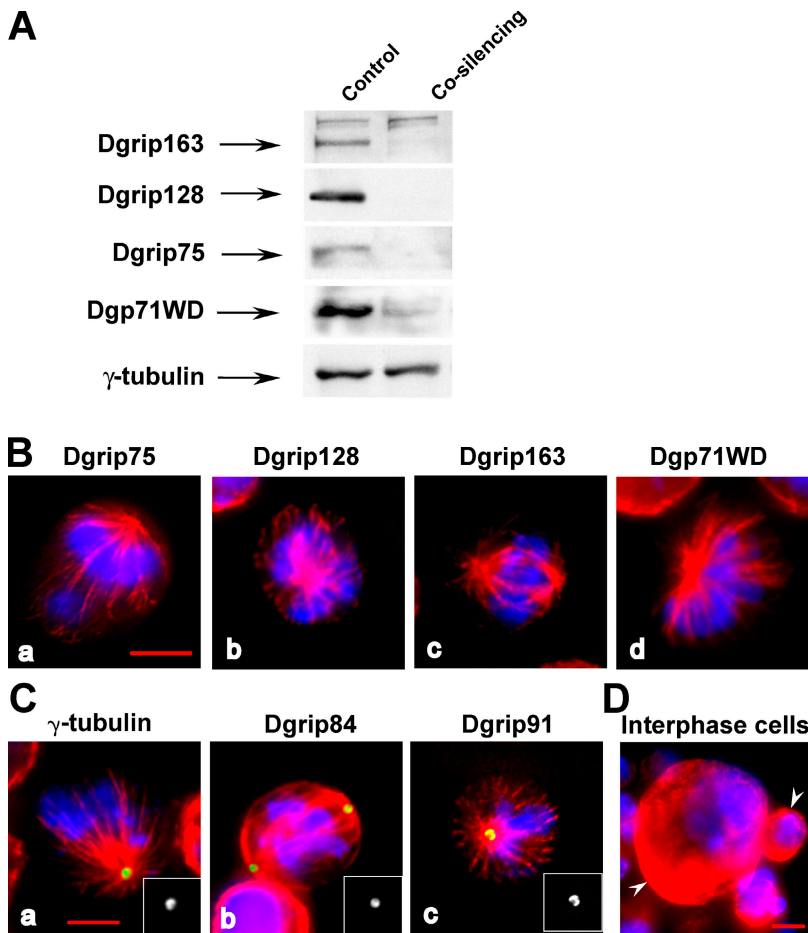 A
Control
Co-silencing
Dgrip163
Dgrip128
Dgrip75
Dgp71WD
γ-tubulin
B
Dgrip75
Dgrip128
Dgrip163
Dgp71WD
a
b
c
d
C
D
γ-tubulin
Dgrip84
Dgrip91
Interphase cells
a
b
c